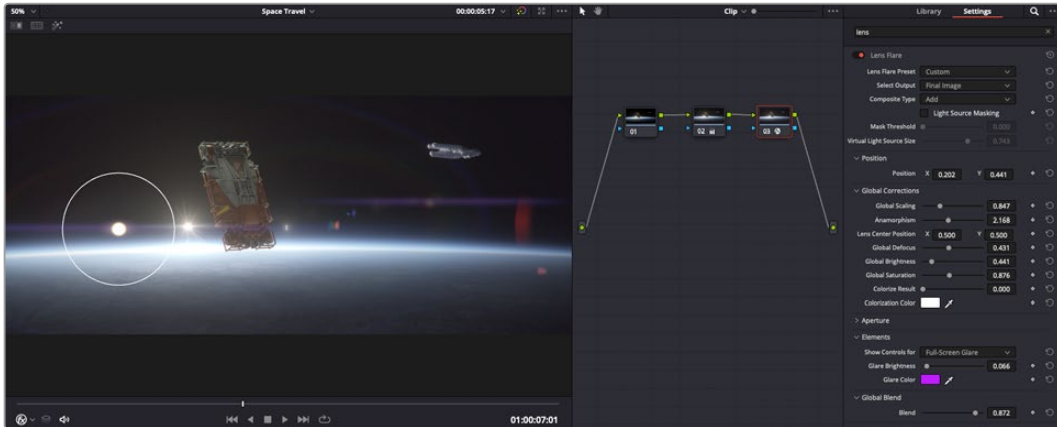 50%
Space Travel
00:00:05:17
Clip
Library
Settings
lens
Lens Flare
Lens Flare Preset Custom
Select Output Final Image
Composite Type Add
Light Source Masking
Mask Threshold 0.000
Virtual Light Source Size 0.743
Position
Position X 0.202 Y 0.441
Global Corrections
Global Scaling 0.847
Anamorphism 2.168
Lens Center Position X 0.500 Y 0.500
Global Defocus 0.431
Global Brightness 0.441
Global Saturation 0.876
Colorize Result 0.000
Colorization Color
Aperture
Elements
Show Controls for Full-Screen Glare
Glare Brightness 0.066
Glare Color
Global Blend
Blend 0.872
01
02
03
01:00:07:01